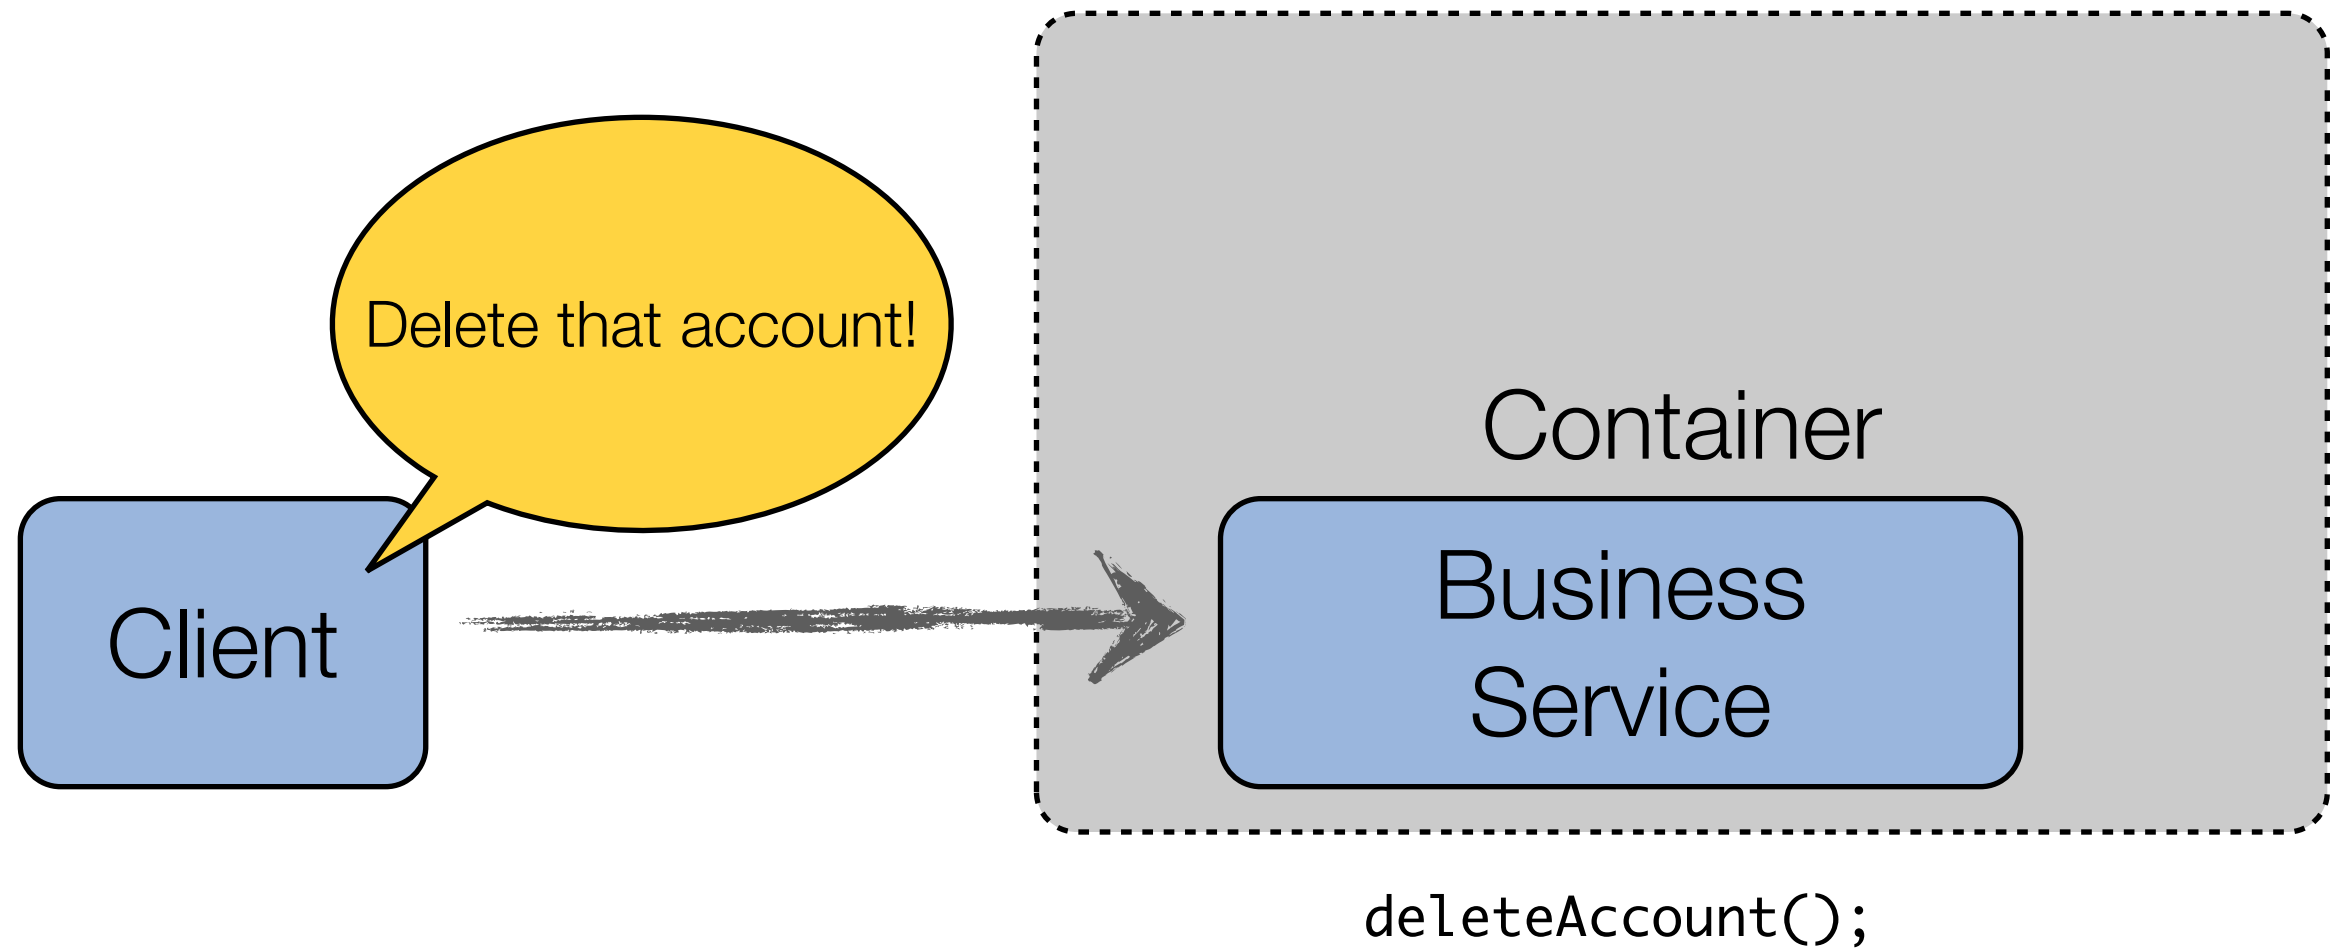 Delete that account!
Container
Client
Business
Service
deleteAccount();